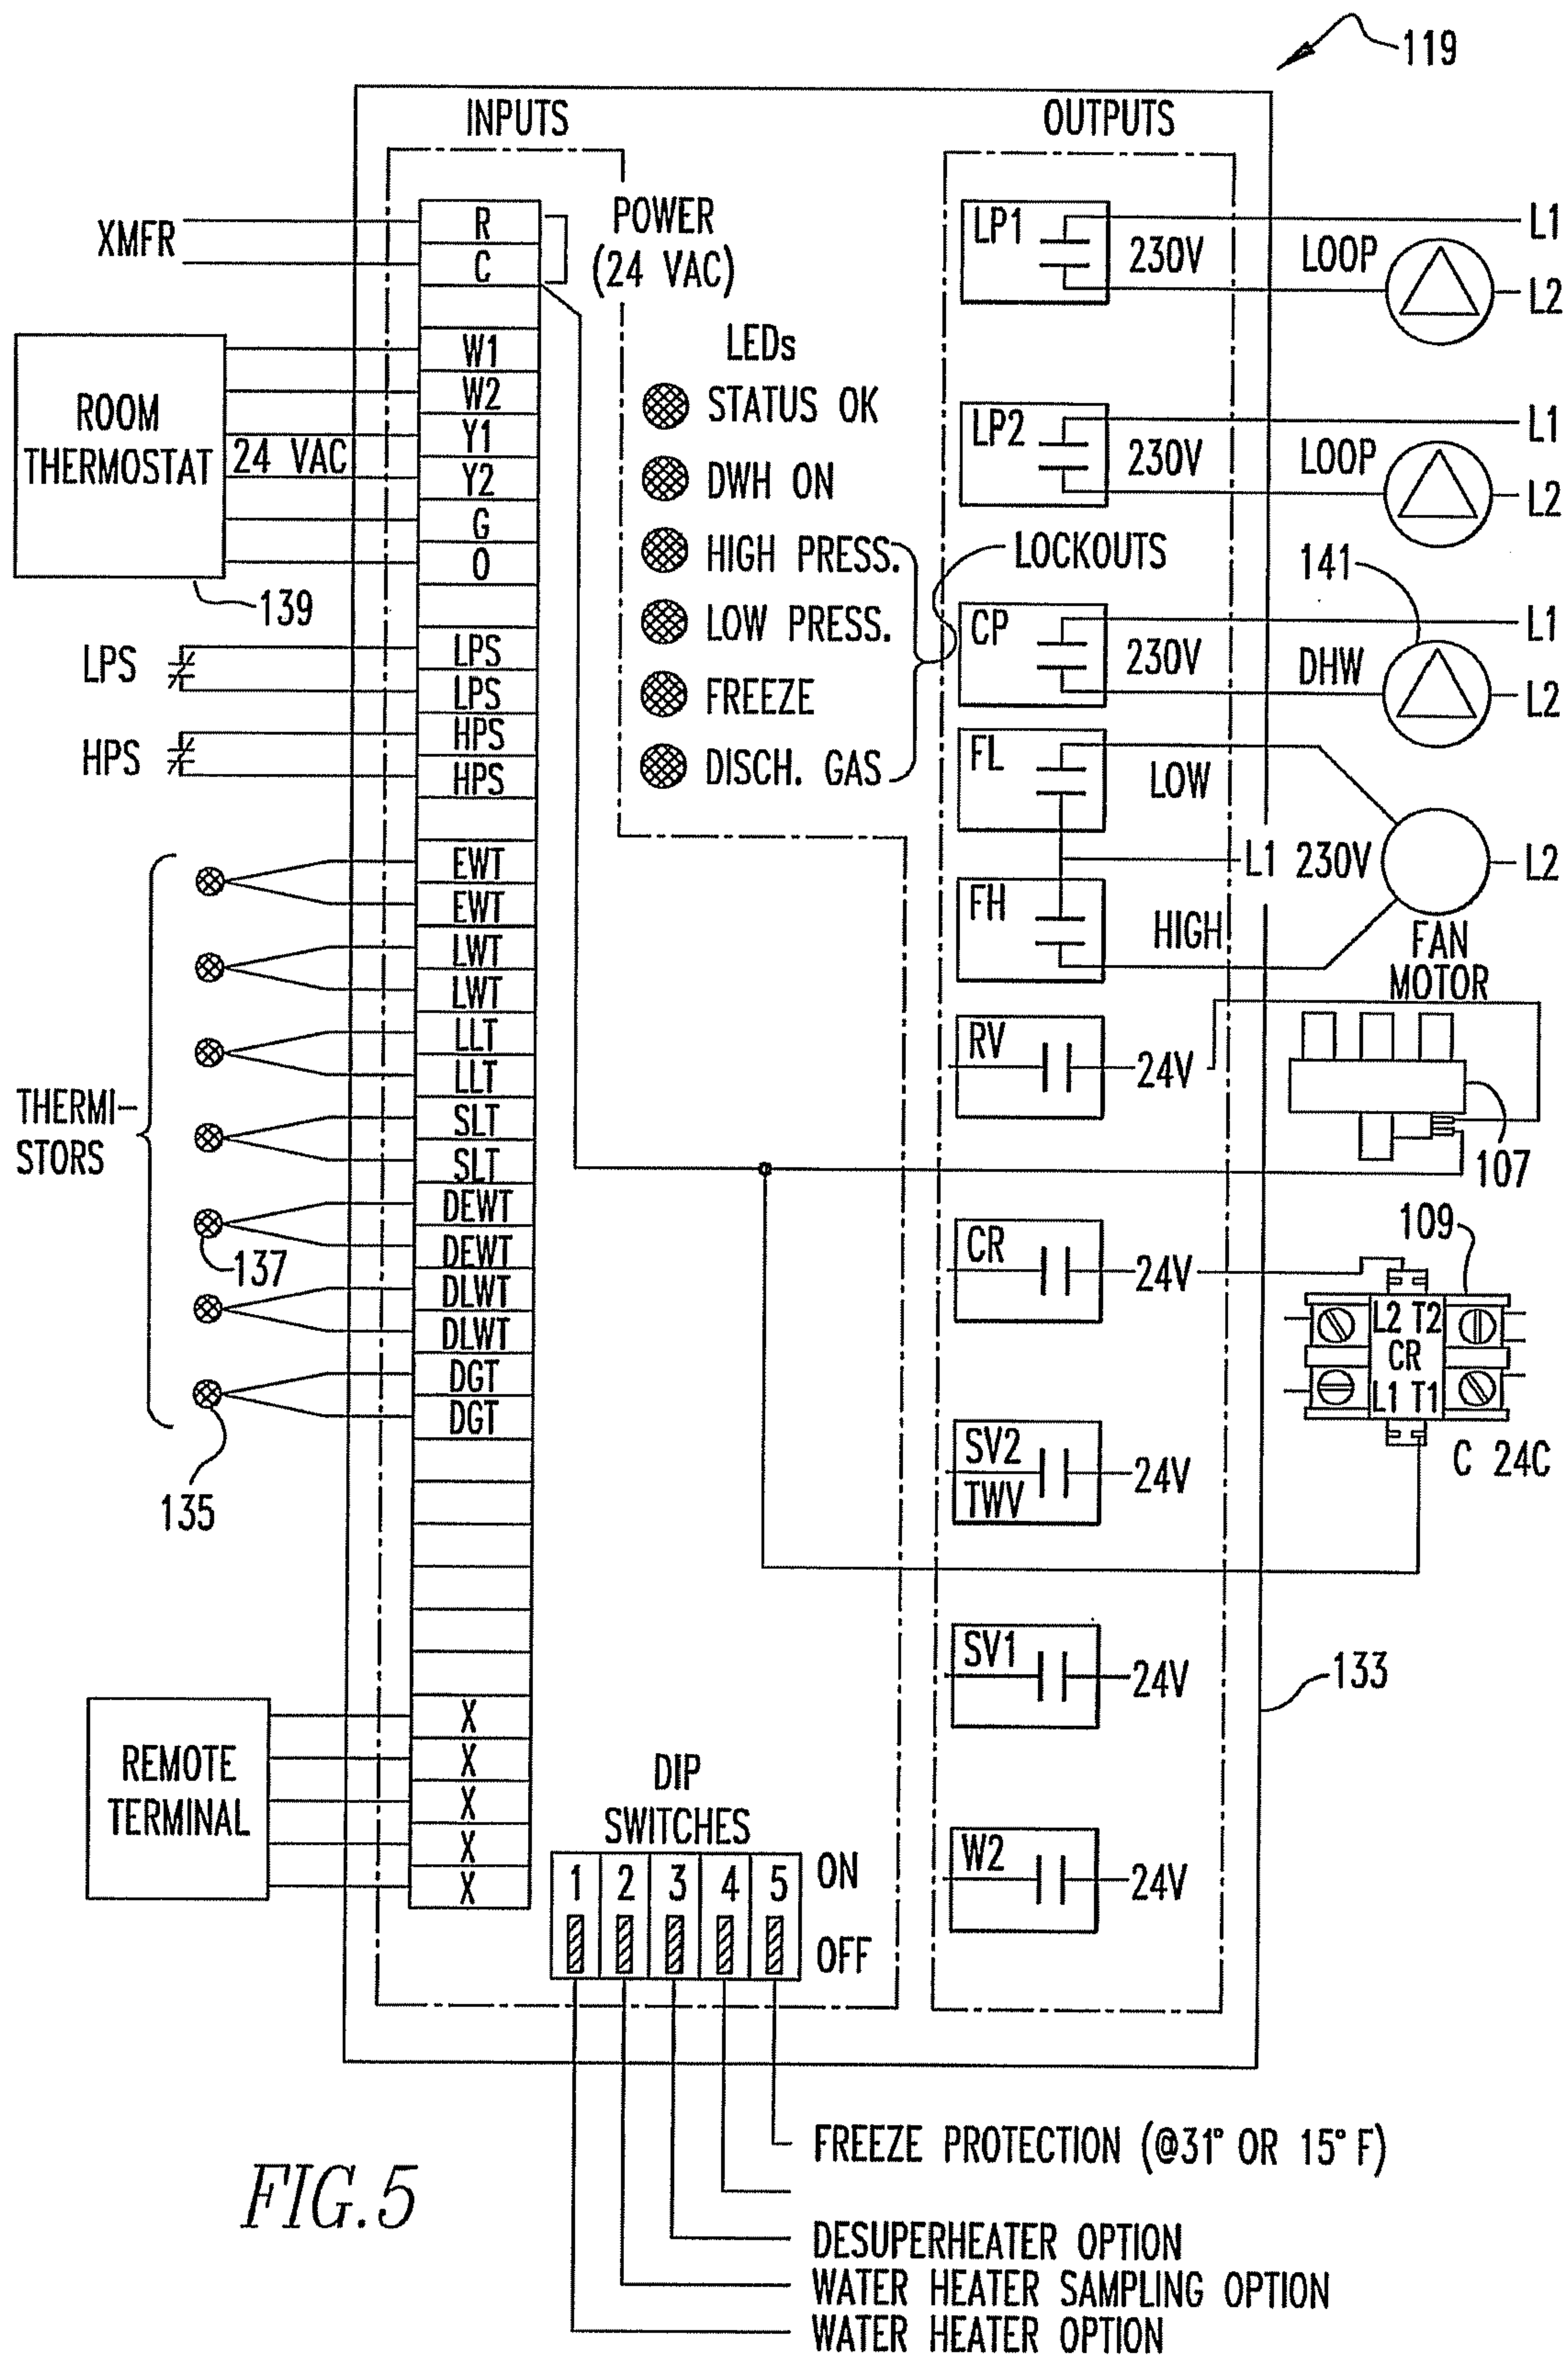 119
INPUTS
OUTPUTS
XMFR
R
C
POWER
(24 VAC)
LP1
230V
LOOP
L1
L2
ROOM
THERMOSTAT
24 VAC
139
W1
W2
Y1
Y2
G
O
LEDs
STATUS OK
DWH ON
HIGH PRESS.
LOW PRESS.
FREEZE
DISCH. GAS
LOCKOUTS
LP2
230V
LOOP
L1
L2
141
CP
230V
DHW
L1
L2
LPS
LPS
LPS
HPS
HPS
HPS
FL
LOW
FH
HIGH
L1
230V
L2
FAN
MOTOR
THERMI-
STORS
EWT
EWT
LWT
LWT
LLT
LLT
SLT
SLT
DEWT
DEWT
DLWT
DLWT
DGT
DGT
137
135
RV
24V
107
CR
24V
109
L2 T2
CR
L1 T1
C 24C
SV2
TWV
24V
SV1
24V
133
W2
24V
REMOTE
TERMINAL
X
X
X
X
X
DIP
SWITCHES
1 2 3 4 5
ON
OFF
FREEZE PROTECTION (@31° OR 15° F)
DESUPERHEATER OPTION
WATER HEATER SAMPLING OPTION
WATER HEATER OPTION
FIG.5